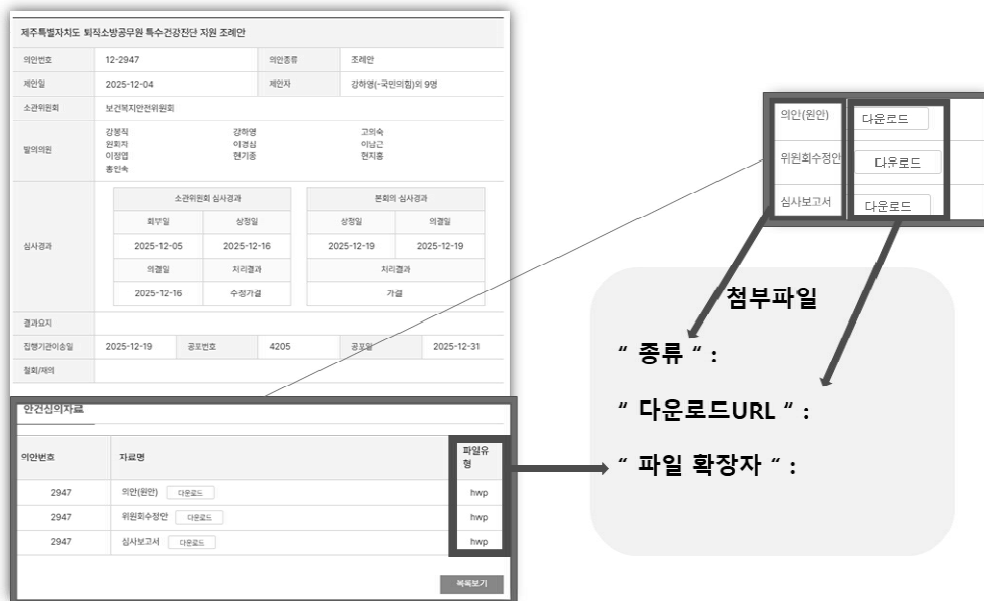 제주특별자치도 퇴직소방공무원 특수건강진단 지원 조례안
의안번호 12-2947 의안종류 조례안
제안일 2025-12-04 제안자 강하영(-국민의힘)외 9명
소관위원회 보건복지안전위원회
발의의원
강봉직 강하영 고의숙
원화자 이경심 이남근
이정엽 현기종 현지홍
홍인숙
심사경과
소관위원회 심사경과 본회의 심사경과
회부일 상정일 상정일 의결일
2025-12-05 2025-12-16 2025-12-19 2025-12-19
의결일 처리결과 처리결과
2025-12-16 수정가결 가결
결과요지
집행기관이송일 2025-12-19 공포번호 4205 공포일 2025-12-31
철회/재의
안건심의자료
의안번호 자료명 파일유형
2947 의안(원안) 다운로드 hwp
2947 위원회수정안 다운로드 hwp
2947 심사보고서 다운로드 hwp
목록보기
의안(원안) 다운로드
위원회수정안 다운로드
심사보고서 다운로드
첨부파일
“ 종류 “ :
“ 다운로드URL “ :
“ 파일 확장자 “ :